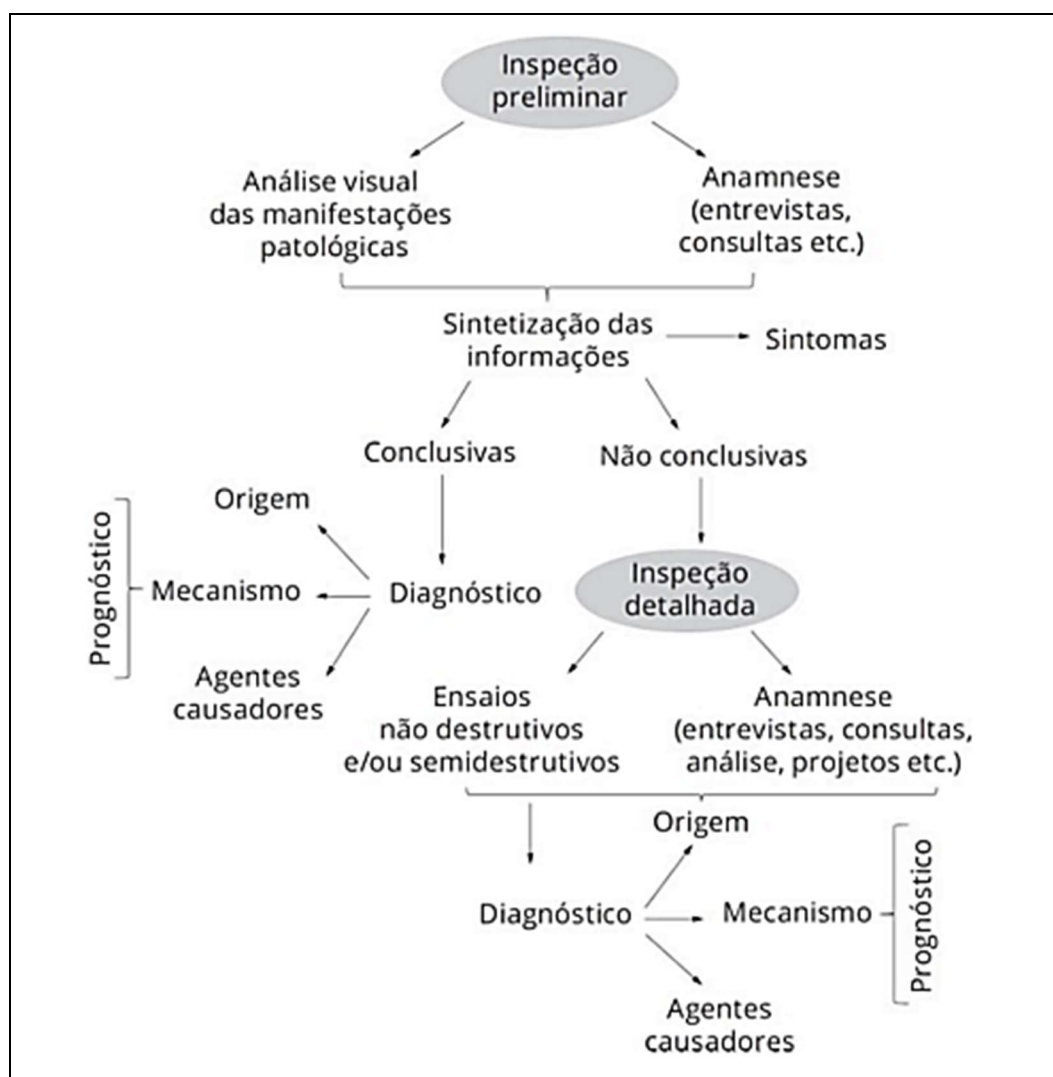 Inspeção
preliminar
Análise visual
das manifestações
patológicas
Anamnese
(entrevistas,
consultas etc.)
Sintetização das
informações
Sintomas
Conclusivas
Não conclusivas
Origem
Prognóstico
Mecanismo
Diagnóstico
Agentes
causadores
Inspeção
detalhada
Ensaios
não destrutivos
e/ou semidestrutivos
Anamnese
(entrevistas, consultas,
análise, projetos etc.)
Origem
Diagnóstico
Mecanismo
Prognóstico
Agentes
causadores